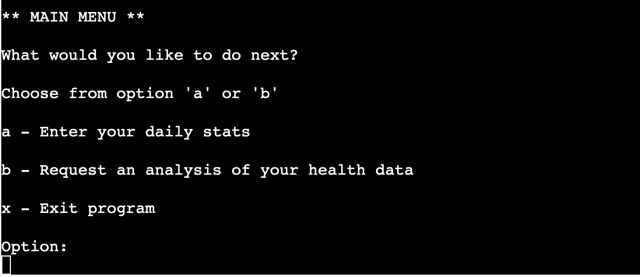 ** MAIN MENU **
What would you like to do next?
Choose from option 'a' or 'b'
a - Enter your daily stats
b - Request an analysis of your health data
x - Exit program
Option: